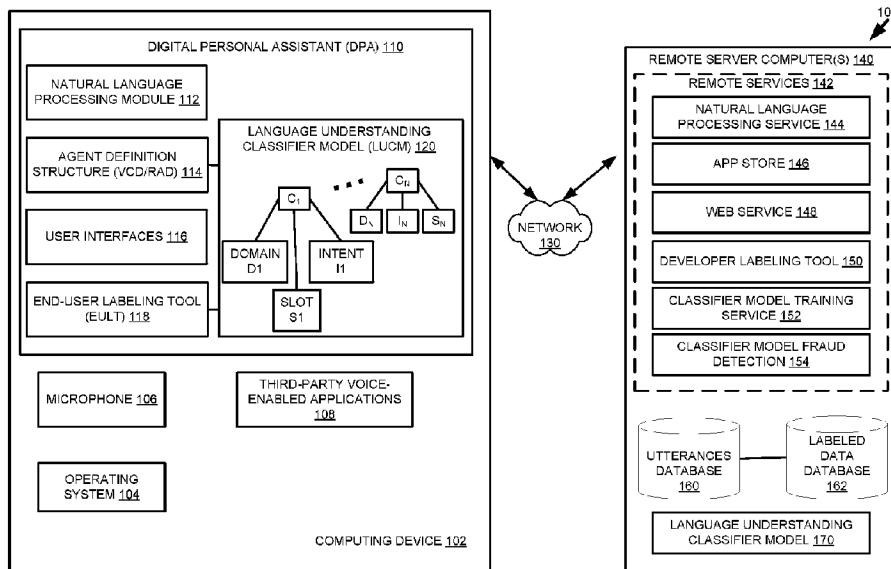 DIGITAL PERSONAL ASSISTANT (DPA) 110
NATURAL LANGUAGE
PROCESSING MODULE 112
AGENT DEFINITION
STRUCTURE (VCD/RAD) 114
USER INTERFACES 116
END-USER LABELING TOOL
(EULT) 118
LANGUAGE UNDERSTANDING
CLASSIFIER MODEL (LUCM) 120
C1
CN
DN
IN
SN
DOMAIN
D1
INTENT
I1
SLOT
S1
MICROPHONE 106
THIRD-PARTY VOICE-
ENABLED APPLICATIONS
108
OPERATING
SYSTEM 104
COMPUTING DEVICE 102
NETWORK
130
10
REMOTE SERVER COMPUTER(S) 140
REMOTE SERVICES
142
NATURAL LANGUAGE
PROCESSING SERVICE 144
APP STORE 146
WEB SERVICE 148
DEVELOPER LABELING TOOL 150
CLASSIFIER MODEL TRAINING
SERVICE 152
CLASSIFIER MODEL FRAUD
DETECTION 154
UTTERANCES
DATABASE
160
LABELED
DATA
DATABASE
162
LANGUAGE UNDERSTANDING
CLASSIFIER MODEL 170